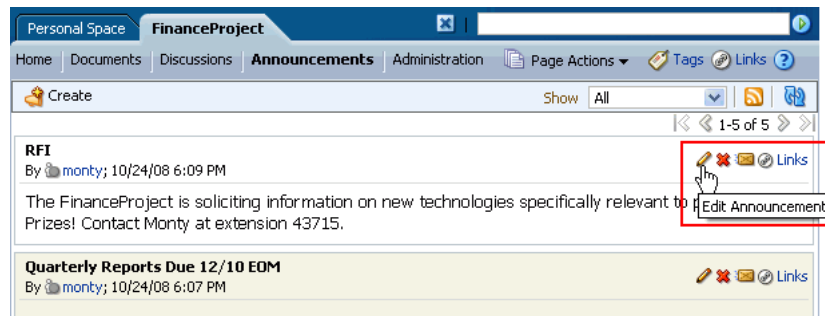 Personal Space FinanceProject
Home Documents Discussions Announcements Administration Page Actions Tags Links ?
Create Show All
1-5 of 5
RFI
By monty; 10/24/08 6:09 PM Links
The FinanceProject is soliciting information on new technologies specifically relevant to p
Edit Announcement
Prizes! Contact Monty at extension 43715.
Quarterly Reports Due 12/10 EOM
By monty; 10/24/08 6:07 PM Links